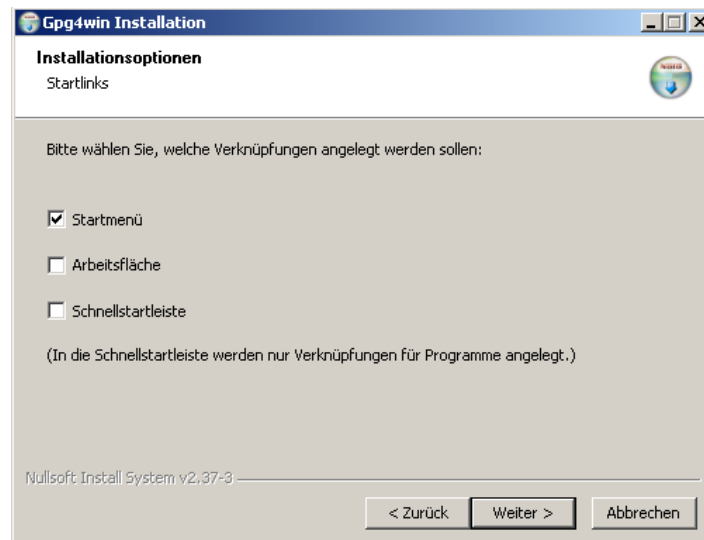 Gpg4win Installation
Installationsoptionen
Startlinks
Bitte wählen Sie, welche Verknüpfungen angelegt werden sollen:
Startmenü
Arbeitsfläche
Schnellstartleiste
(In die Schnellstartleiste werden nur Verknüpfungen für Programme angelegt.)
Nullsoft Install System v2.37-3
< Zurück Weiter > Abbrechen